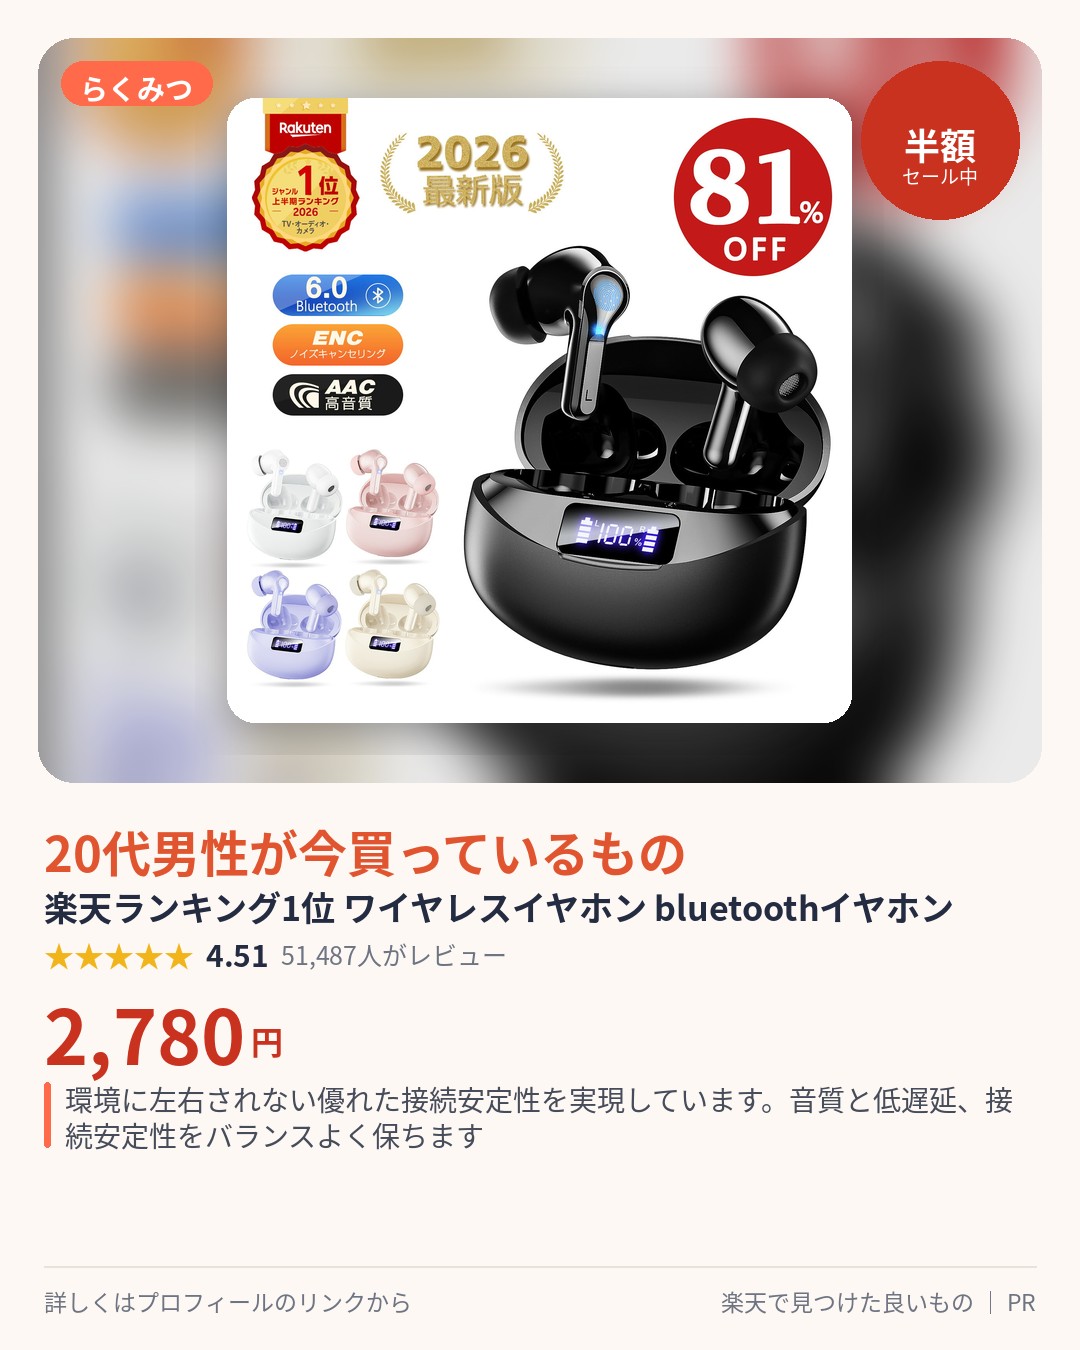 らくみつ
半額
セール中
Rakuten
ジャンル1位
上半期ランキング
2026
TV・オーディオ・
カメラ
2026
最新版
81%
OFF
6.0
Bluetooth
ENC
ノイズキャンセリング
AAC
高音質
L
L 100% R
20代男性が今買っているもの
楽天ランキング1位 ワイヤレスイヤホン bluetoothイヤホン
★★★★★ 4.51 51,487人がレビュー
2,780円
環境に左右されない優れた接続安定性を実現しています。音質と低遅延、接
続安定性をバランスよく保ちます
詳しくはプロフィールのリンクから
楽天で見つけた良いもの｜PR